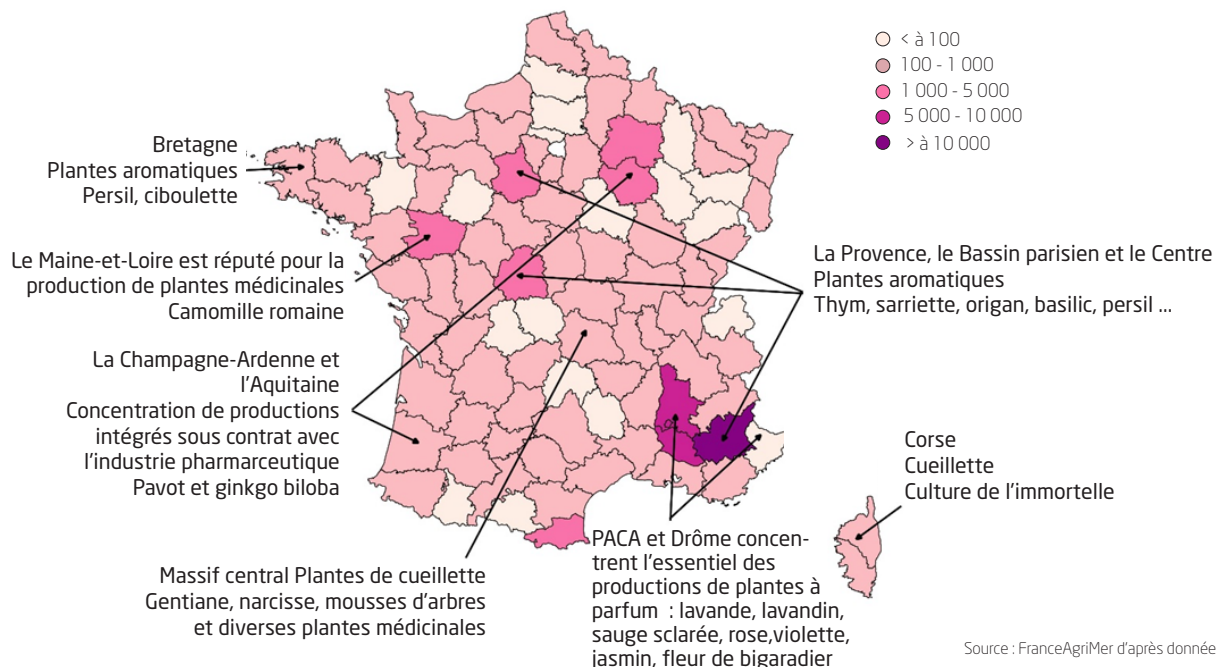 < à 100
100 - 1 000
1 000 - 5 000
5 000 - 10 000
> à 10 000
Bretagne
Plantes aromatiques
Persil, ciboulette
Le Maine-et-Loire est réputé pour la
production de plantes médicinales
Camomille romaine
La Champagne-Ardenne et
l'Aquitaine
Concentration de productions
intégrés sous contrat avec
l'industrie pharmarceutique
Pavot et ginkgo biloba
Massif central Plantes de cueillette
Gentiane, narcisse, mousses d'arbres
et diverses plantes médicinales
PACA et Drôme concen-
trent l'essentiel des
productions de plantes à
parfum : lavande, lavandin,
sauge sclarée, rose,violette,
jasmin, fleur de bigaradier
La Provence, le Bassin parisien et le Centre
Plantes aromatiques
Thym, sarriette, origan, basilic, persil ...
Corse
Cueillette
Culture de l'immortelle
Source : FranceAgriMer d'après donnée